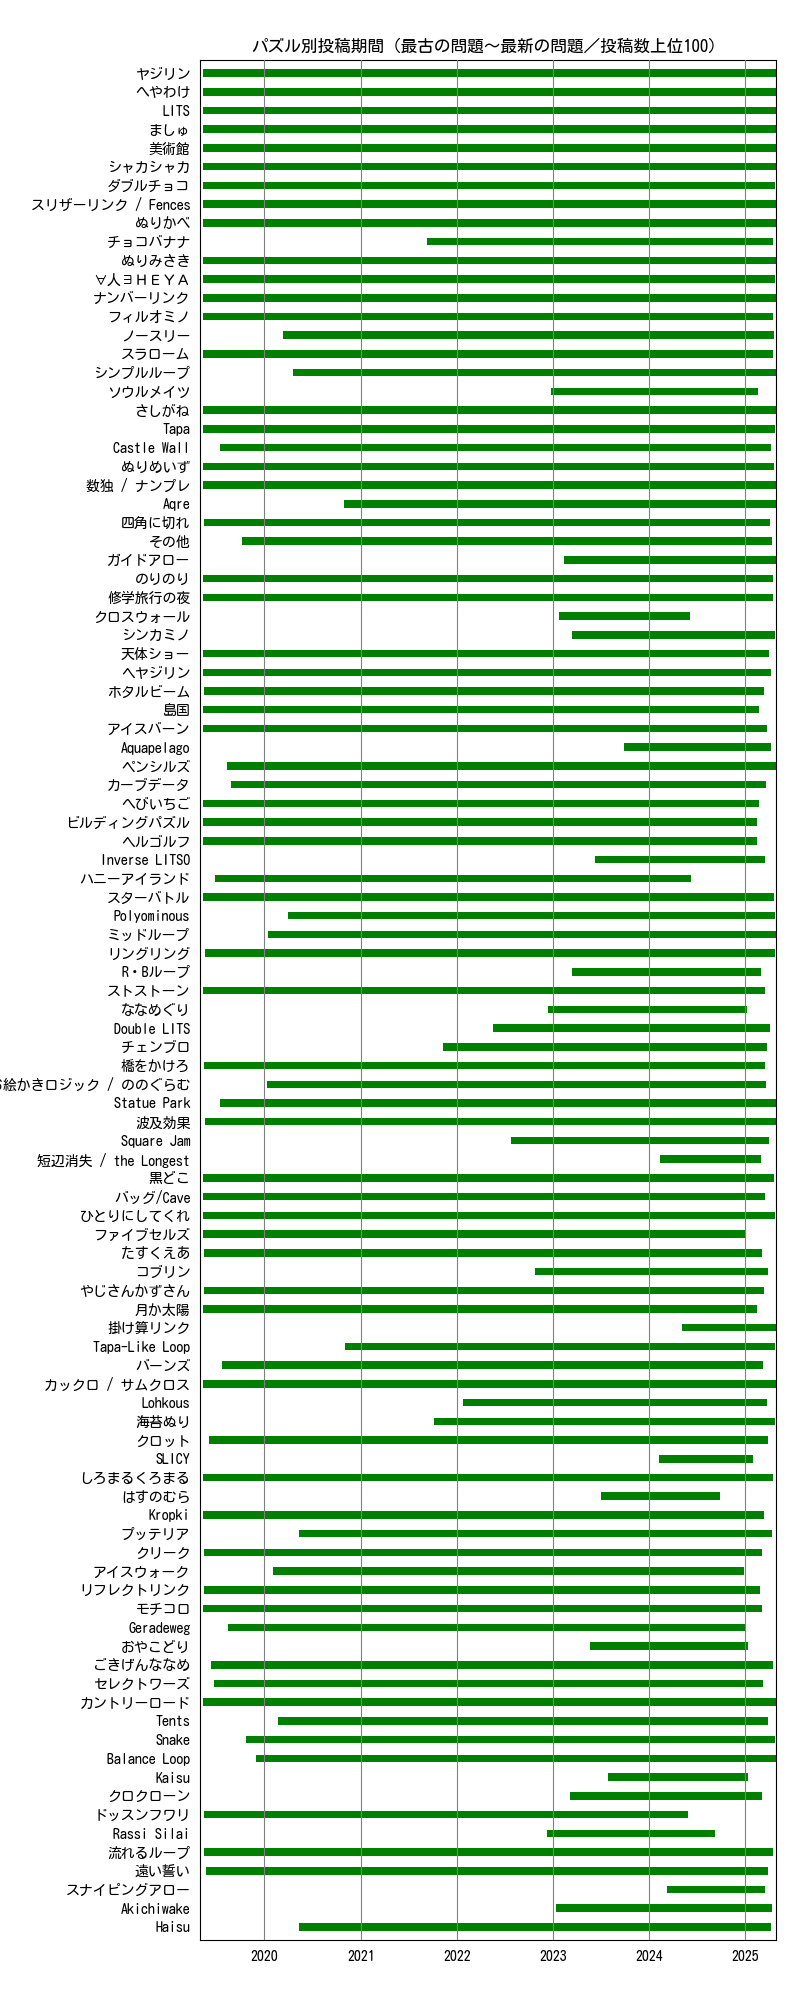 パズル別投稿期間（最古の問題〜最新の問題／投稿数上位100）
ヤジリン
へやわけ
LITS
ましゅ
美術館
シャカシャカ
ダブルチョコ
スリザーリンク / Fences
ぬりかべ
チョコバナナ
ぬりみさき
∀人∃ＨＥＹＡ
ナンバーリンク
フィルオミノ
ノースリー
スラローム
シンプルループ
ソウルメイツ
さしがね
Tapa
Castle Wall
ぬりめいず
数独 / ナンプレ
Aqre
四角に切れ
その他
ガイドアロー
のりのり
修学旅行の夜
クロスウォール
シンカミノ
天体ショー
ヘヤジリン
ホタルビーム
島国
アイスバーン
Aquapelago
ペンシルズ
カーブデータ
へびいちご
ビルディングパズル
ヘルゴルフ
Inverse LITSO
ハニーアイランド
スターバトル
Polyominous
ミッドループ
リングリング
R・Bループ
ストストーン
ななめぐり
Double LITS
チェンブロ
橋をかけろ
絵かきロジック / ののぐらむ
Statue Park
波及効果
Square Jam
短辺消失 / the Longest
黒どこ
バッグ/Cave
ひとりにしてくれ
ファイブセルズ
たすくえあ
コブリン
やじさんかずさん
月か太陽
掛け算リンク
Tapa-Like Loop
バーンズ
カックロ / サムクロス
Lohkous
海苔ぬり
クロット
SLICY
しろまるくろまる
はすのむら
Kropki
プッテリア
クリーク
アイスウォーク
リフレクトリンク
モチコロ
Geradeweg
おやこどり
ごきげんななめ
セレクトワーズ
カントリーロード
Tents
Snake
Balance Loop
Kaisu
クロクローン
ドッスンフワリ
Rassi Silai
流れるループ
遠い誓い
スナイピングアロー
Akichiwake
Haisu
2020 2021 2022 2023 2024 2025